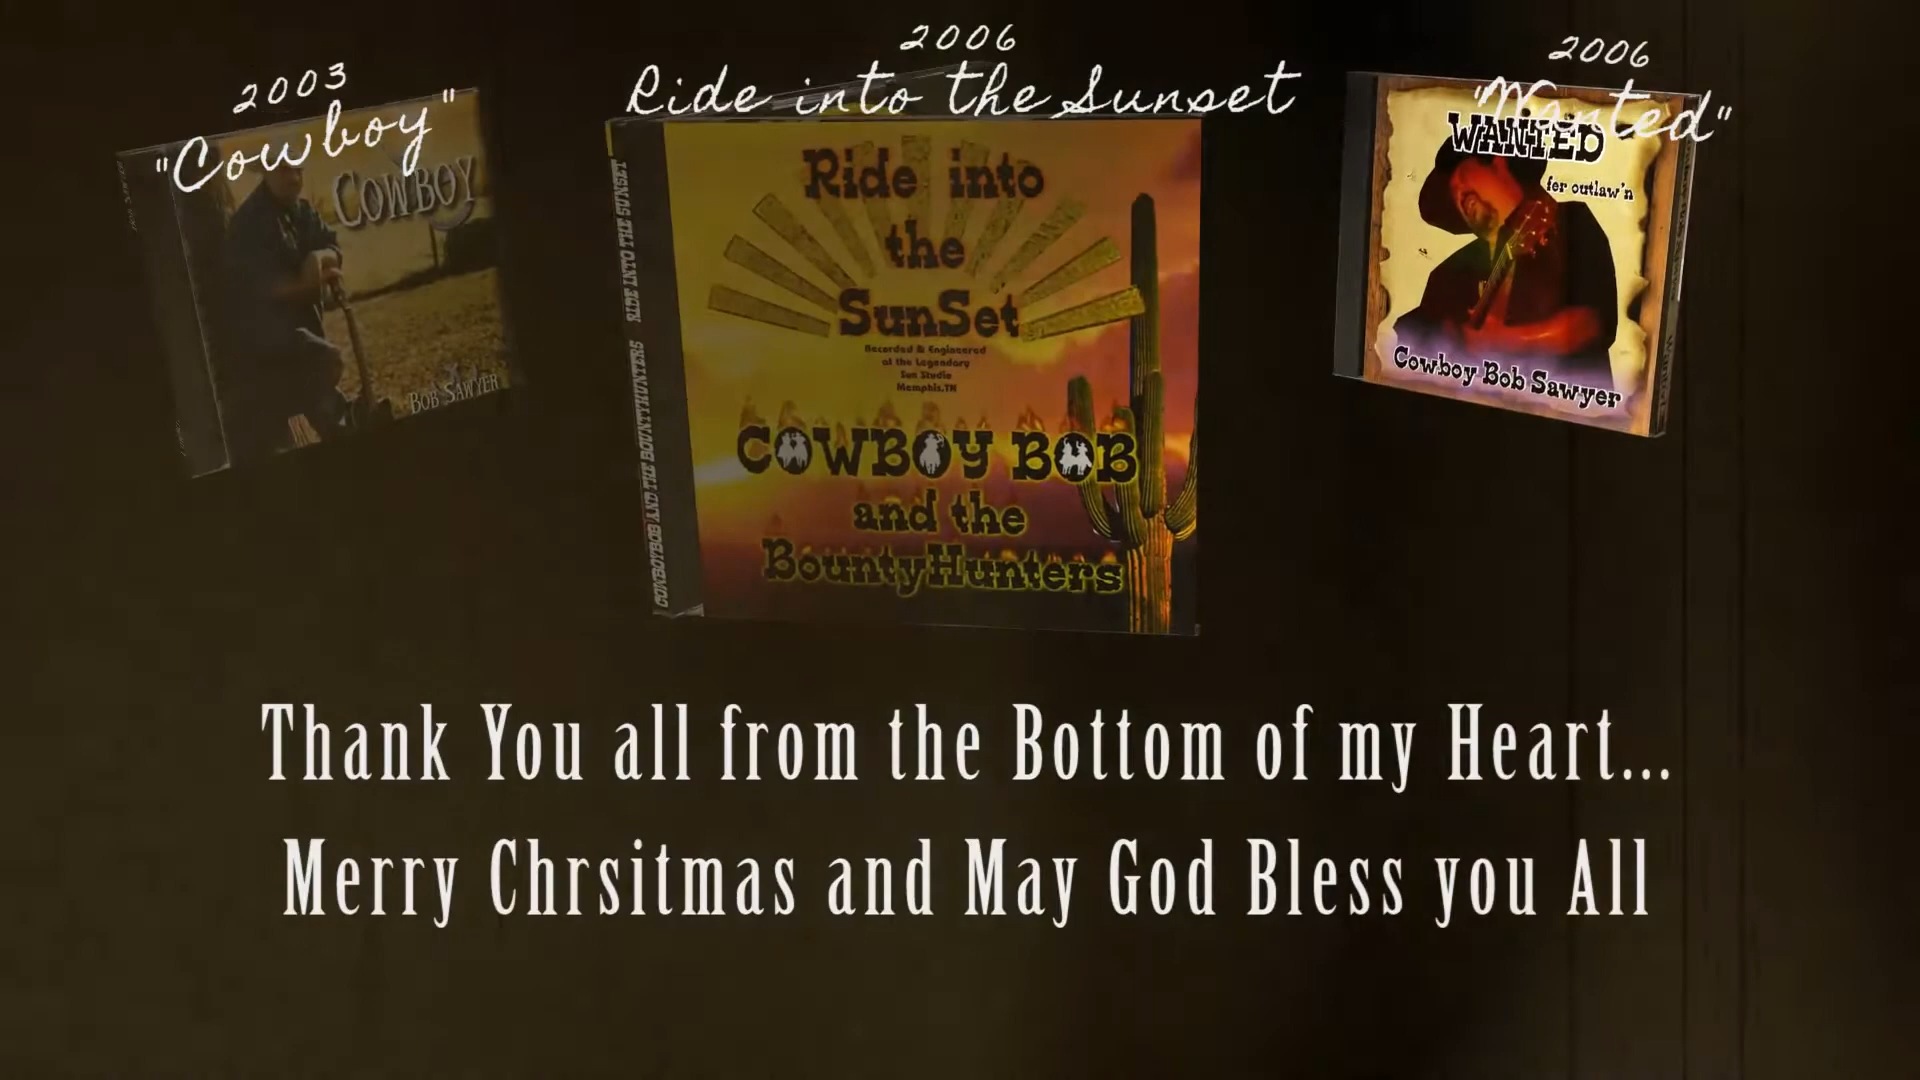 2003
"Cowboy"
COWBOY
BOB SAWYER
2006
Ride into the Sunset
RIDE INTO THE SUNSET
COWBOYBOB AND THE BOUNTYHUNTERS
Ride into
the
SunSet
Recorded & Engineered
at the Legendary
Sun Studio
Memphis,TN
COWBOY BOB
and the
BountyHunters
2006
"Wanted"
WANTED
fer outlaw'n
Cowboy Bob Sawyer
Thank You all from the Bottom of my Heart...
Merry Chrsitmas and May God Bless you All